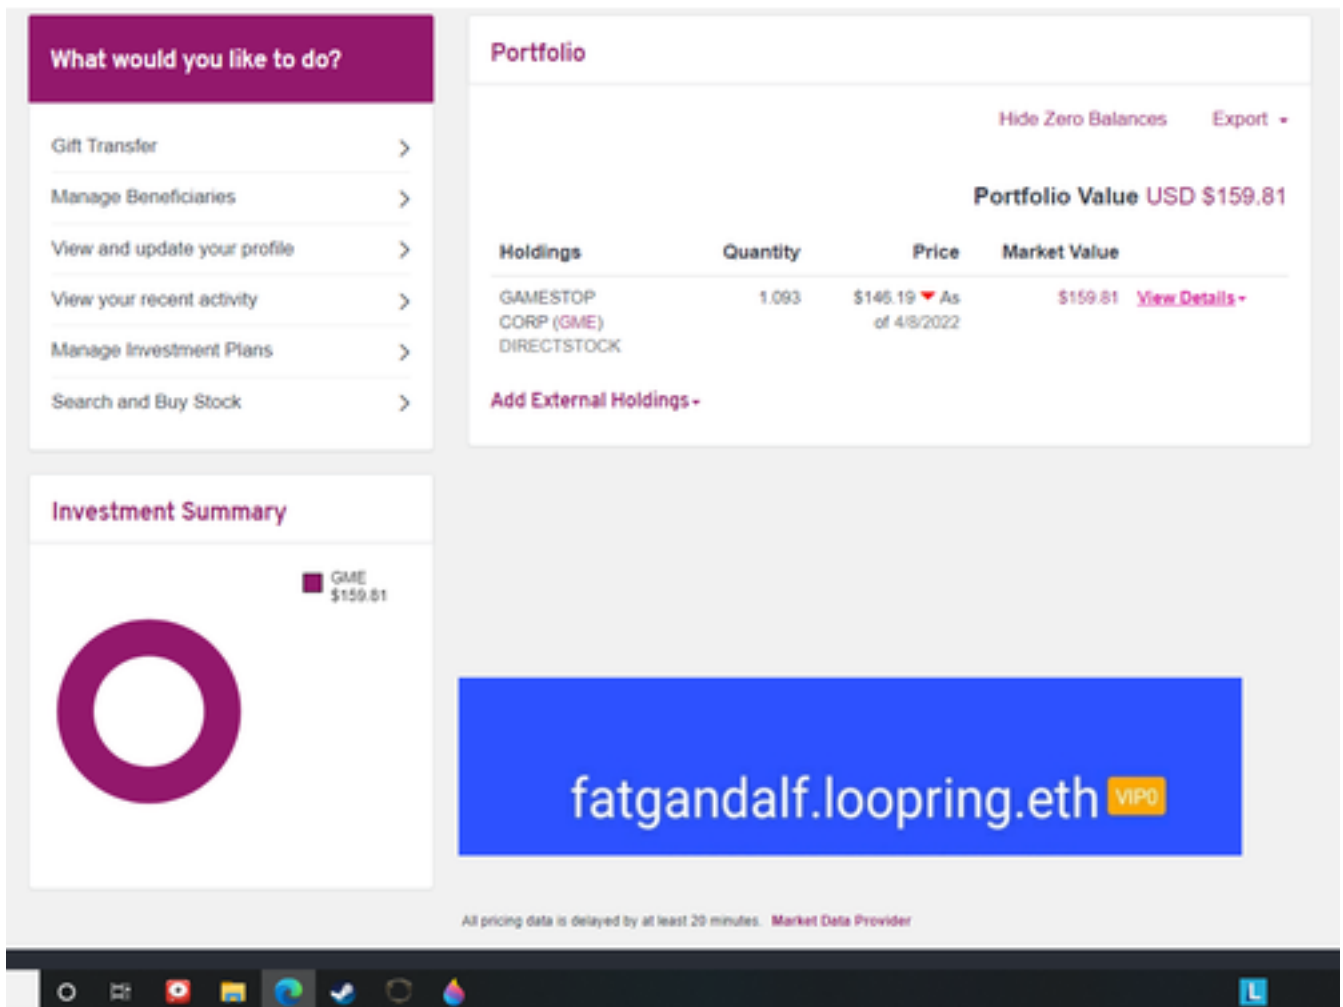 What would you like to do?
Gift Transfer
Manage Beneficiaries
View and update your profile
View your recent activity
Manage Investment Plans
Search and Buy Stock
Portfolio
Hide Zero Balances Export
Portfolio Value USD $159.81
Holdings Quantity Price Market Value
GAMESTOP 1.093 $146.19 As $159.81 View Details
CORP (GME) of 4/8/2022
DIRECTSTOCK
Add External Holdings
Investment Summary
GME
$159.81
fatgandalf.loopring.eth VIP0
All pricing data is delayed by at least 20 minutes. Market Data Provider
L